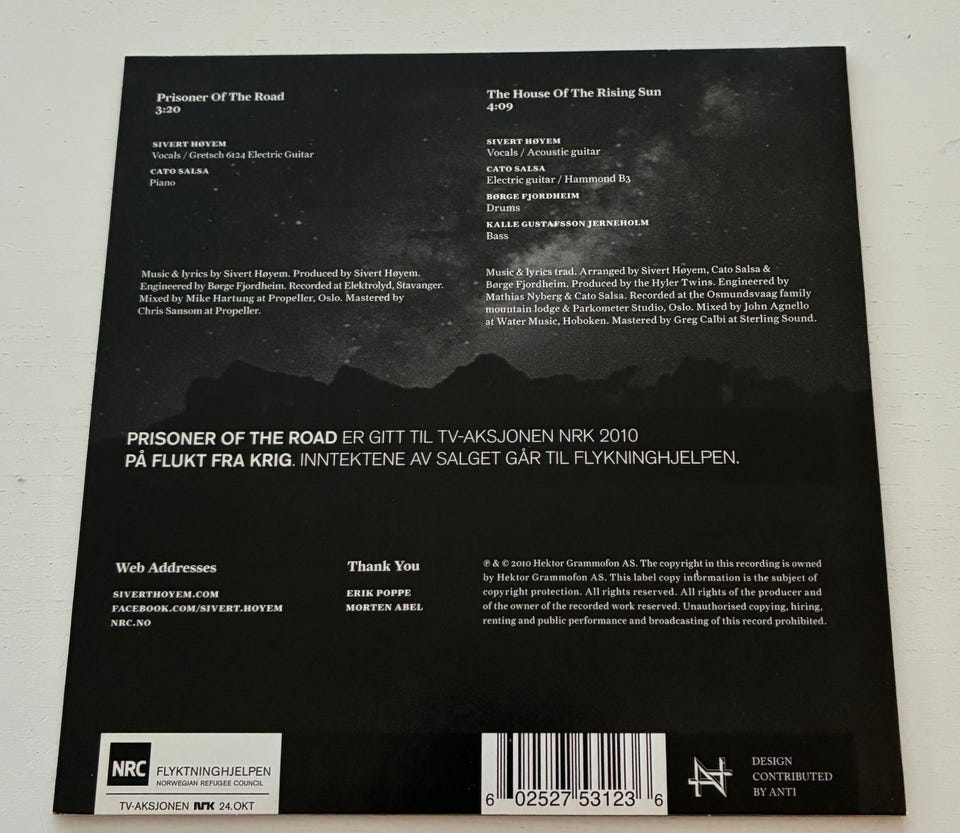 Prisoner Of The Road
3:20
SIVERT HØYEM
Vocals / Gretsch 6124 Electric Guitar
CATO SALSA
Piano
Music & lyrics by Sivert Høyem. Produced by Sivert Høyem.
Engineered by Børge Fjordheim. Recorded at Elektrolyd, Stavanger.
Mixed by Mike Hartung at Propeller, Oslo. Mastered by
Chris Sansom at Propeller.
The House Of The Rising Sun
4:09
SIVERT HØYEM
Vocals / Acoustic guitar
CATO SALSA
Electric guitar / Hammond B3
BØRGE FJORDHEIM
Drums
KALLE GUSTAFSSON JERNEHOLM
Bass
Music & lyrics trad. Arranged by Sivert Høyem, Cato Salsa &
Børge Fjordheim. Produced by the Hyler Twins. Engineered by
Mathias Nyberg & Cato Salsa. Recorded at the Osmundsvaag family
mountain lodge & Parkometer Studio, Oslo. Mixed by John Agnello
at Water Music, Hoboken. Mastered by Greg Calbi at Sterling Sound.
PRISONER OF THE ROAD ER GITT TIL TV-AKSJONEN NRK 2010
PÅ FLUKT FRA KRIG. INNTEKTENE AV SALGET GÅR TIL FLYKNINGHJELPEN.
Web Addresses
SIVERTHOYEM.COM
FACEBOOK.COM/SIVERT.HOYEM
NRC.NO
Thank You
ERIK POPPE
MORTEN ABEL
℗ & © 2010 Hektor Grammofon AS. The copyright in this recording is owned
by Hektor Grammofon AS. This label copy information is the subject of
copyright protection. All rights reserved. All rights of the producer and
of the owner of the recorded work reserved. Unauthorised copying, hiring,
renting and public performance and broadcasting of this record prohibited.
NRC FLYKTNINGHJELPEN
NORWEGIAN REFUGEE COUNCIL
TV-AKSJONEN NRK 24.OKT
6 02527 53123 6
DESIGN
CONTRIBUTED
BY ANTI